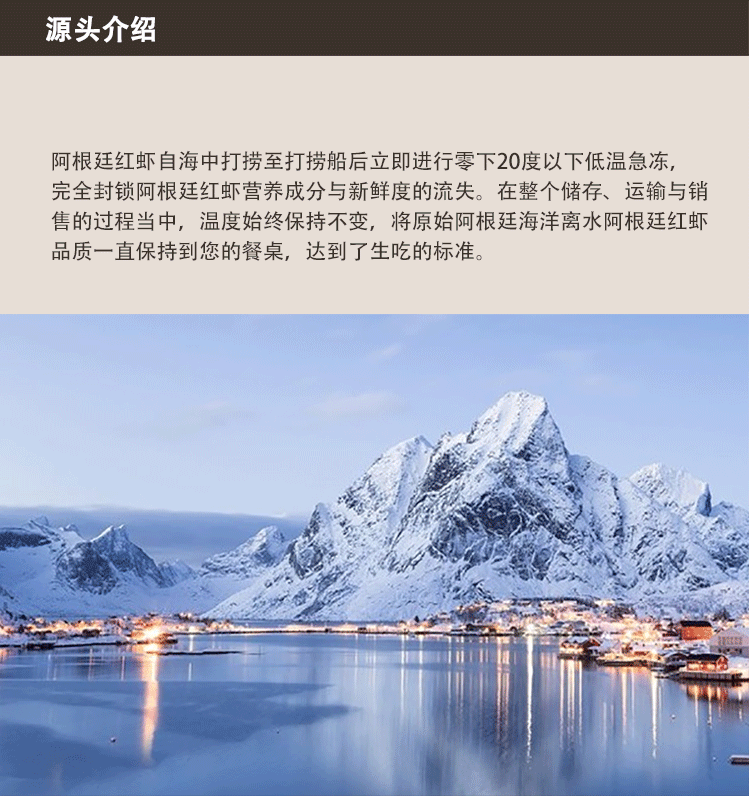 源头介绍
阿根廷红虾自海中打捞至打捞船后立即进行零下20度以下低温急冻，
完全封锁阿根廷红虾营养成分与新鲜度的流失。在整个储存、运输与销
售的过程当中，温度始终保持不变，将原始阿根廷海洋离水阿根廷红虾
品质一直保持到您的餐桌，达到了生吃的标准。